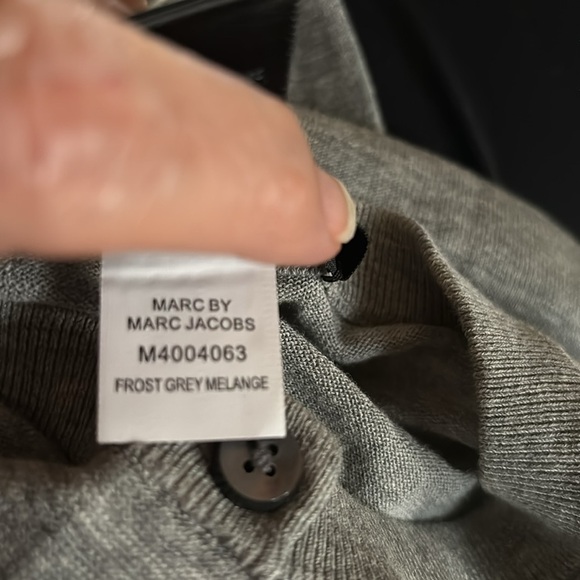 MARC BY
MARC JACOBS
M4004063
FROST GREY MELANGE